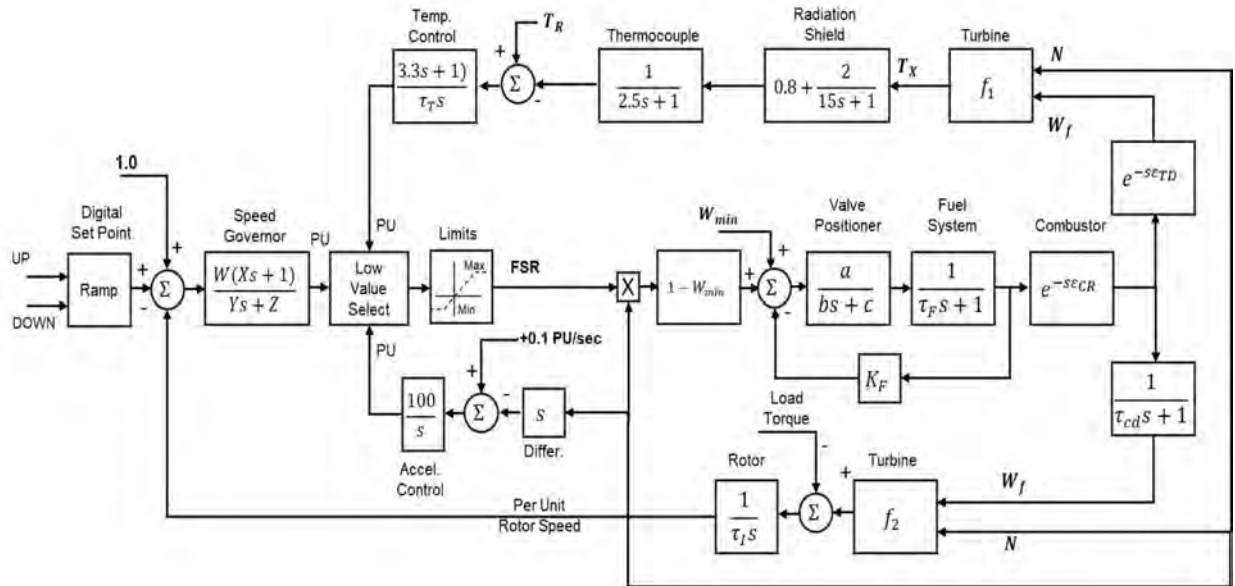 Temp.
Control
T_R
Thermocouple
Radiation
Shield
Turbine
N
3.3s + 1)
τ_T s
+
Σ
-
1
2.5s + 1
0.8 + 2
15s + 1
T_X
f_1
W_f
e^{-sε_TD}
1.0
Digital
Set Point
UP
DOWN
Ramp
+
+
-
Σ
Speed
Governor
W(Xs + 1)
Ys + Z
PU
PU
Low
Value
Select
PU
Limits
Max
Min
FSR
X
1 - W_min
W_min
+
+
-
Σ
Valve
Positioner
a
bs + c
Fuel
System
1
τ_F s + 1
Combustor
e^{-sε_CR}
K_F
+0.1 PU/sec
100
s
Accel.
Control
+
-
Σ
s
Differ.
Load
Torque
-
+
Σ
1
τ_cd s + 1
Per Unit
Rotor Speed
Rotor
1
τ_I s
Turbine
f_2
W_f
N